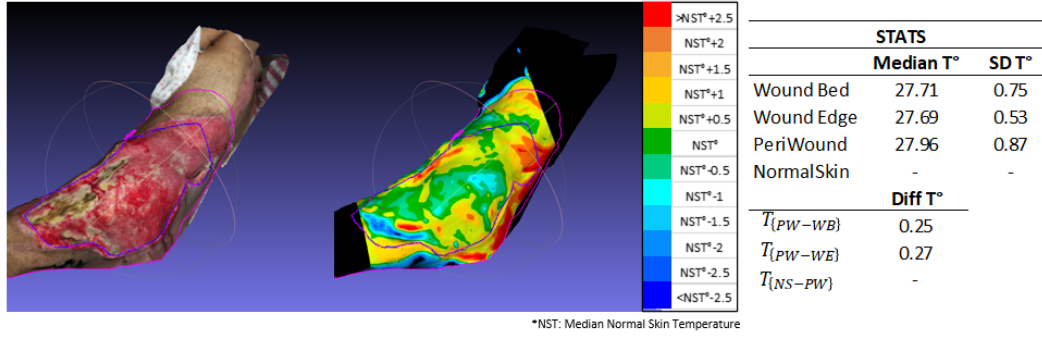 >NST°+2.5
NST°+2
NST°+1.5
NST°+1
NST°+0.5
NST°
NST°-0.5
NST°-1
NST°-1.5
NST°-2
NST°-2.5
<NST°-2.5
*NST: Median Normal Skin Temperature
STATS
Median T° SD T°
Wound Bed 27.71 0.75
Wound Edge 27.69 0.53
PeriWound 27.96 0.87
NormalSkin - -
Diff T°
T{PW−WB} 0.25
T{PW−WE} 0.27
T{NS−PW} -